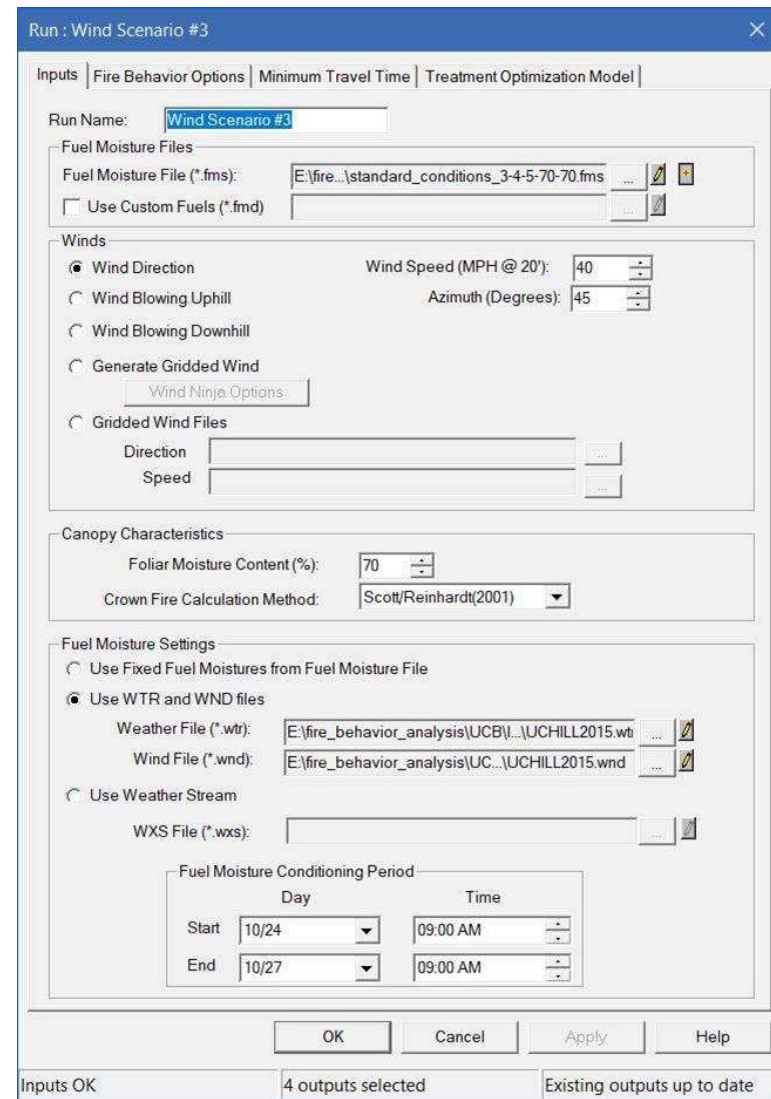 Run : Wind Scenario #3
Inputs Fire Behavior Options Minimum Travel Time Treatment Optimization Model
Run Name: Wind Scenario #3
Fuel Moisture Files
Fuel Moisture File (*.fms): E:\fire...\standard_conditions_3-4-5-70-70.fms ...
Use Custom Fuels (*.fmd) ...
Winds
Wind Direction Wind Speed (MPH @ 20'): 40
Wind Blowing Uphill Azimuth (Degrees): 45
Wind Blowing Downhill
Generate Gridded Wind
Wind Ninja Options
Gridded Wind Files
Direction ...
Speed ...
Canopy Characteristics
Foliar Moisture Content (%): 70
Crown Fire Calculation Method: Scott/Reinhardt(2001)
Fuel Moisture Settings
Use Fixed Fuel Moistures from Fuel Moisture File
Use WTR and WND files
Weather File (*.wtr): E:\fire_behavior_analysis\UCB\I...\UCHILL2015.wtr ...
Wind File (*.wnd): E:\fire_behavior_analysis\UC...\UCHILL2015.wnd ...
Use Weather Stream
WXS File (*.wxs): ...
Fuel Moisture Conditioning Period
Day Time
Start 10/24 09:00 AM
End 10/27 09:00 AM
OK Cancel Apply Help
Inputs OK 4 outputs selected Existing outputs up to date